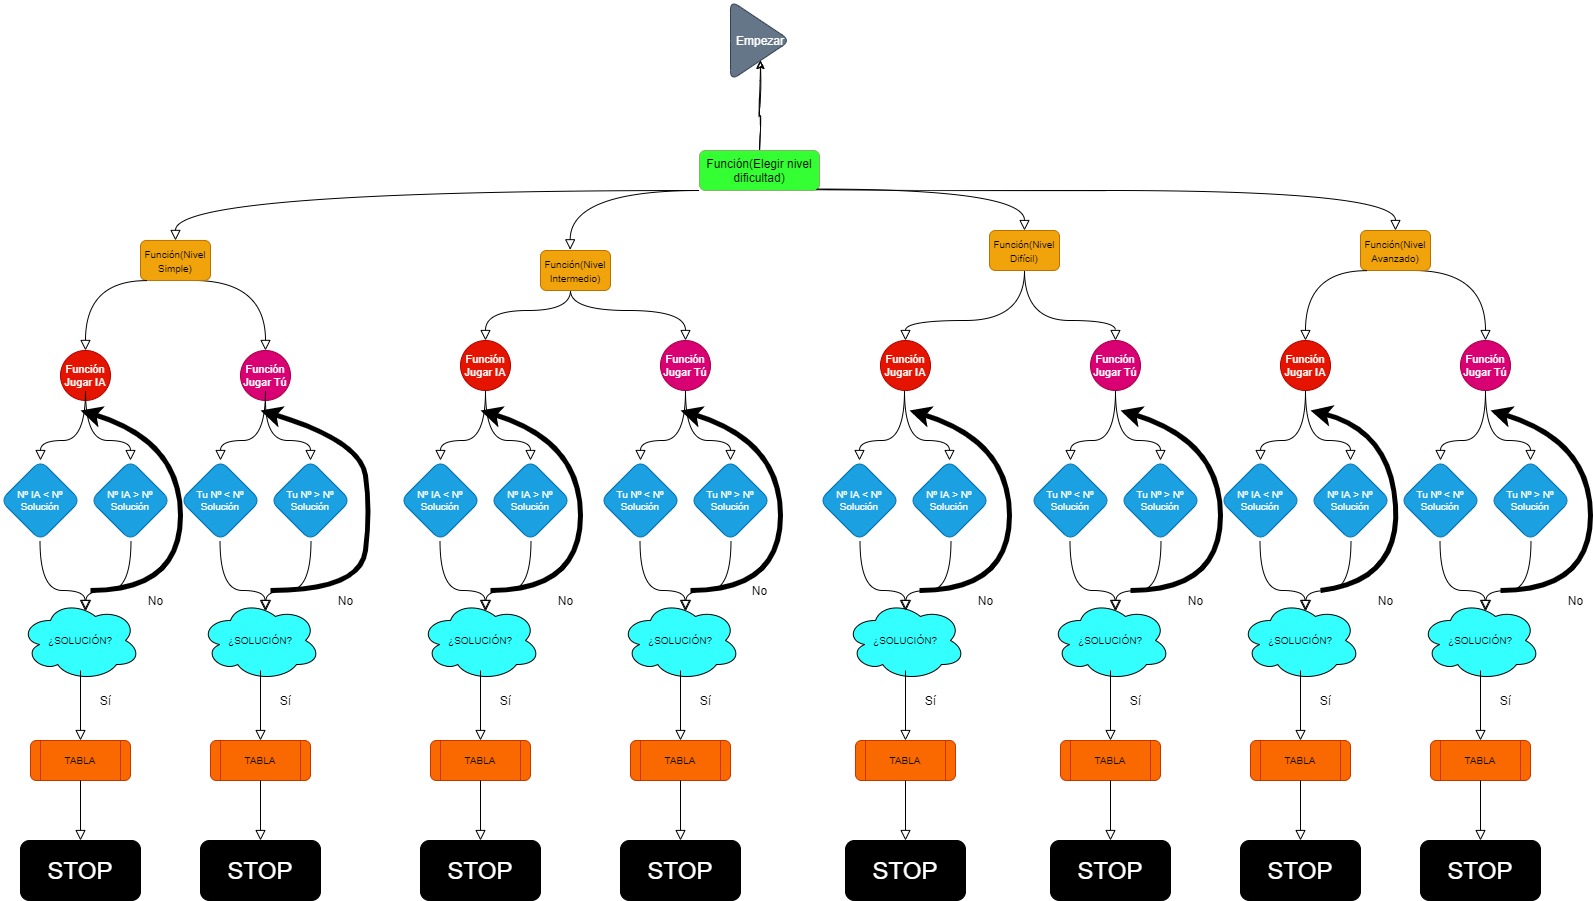 Empezar
Función(Elegir nivel
dificultad)
Función(Nivel
Simple)
Función(Nivel
Intermedio)
Función(Nivel
Difícil)
Función(Nivel
Avanzado)
Función
Jugar IA
Función
Jugar Tú
Función
Jugar IA
Función
Jugar Tú
Función
Jugar IA
Función
Jugar Tú
Función
Jugar IA
Función
Jugar Tú
Nº IA < Nº
Solución
Nº IA > Nº
Solución
Tu Nº < Nº
Solución
Tu Nº > Nº
Solución
Nº IA < Nº
Solución
Nº IA > Nº
Solución
Tu Nº < Nº
Solución
Tu Nº > Nº
Solución
Nº IA < Nº
Solución
Nº IA > Nº
Solución
Tu Nº < Nº
Solución
Tu Nº > Nº
Solución
Nº IA < Nº
Solución
Nº IA > Nº
Solución
Tu Nº < Nº
Solución
Tu Nº > Nº
Solución
No
No
No
No
No
No
No
No
¿SOLUCIÓN?
¿SOLUCIÓN?
¿SOLUCIÓN?
¿SOLUCIÓN?
¿SOLUCIÓN?
¿SOLUCIÓN?
¿SOLUCIÓN?
¿SOLUCIÓN?
Sí
Sí
Sí
Sí
Sí
Sí
Sí
Sí
TABLA
TABLA
TABLA
TABLA
TABLA
TABLA
TABLA
TABLA
STOP
STOP
STOP
STOP
STOP
STOP
STOP
STOP